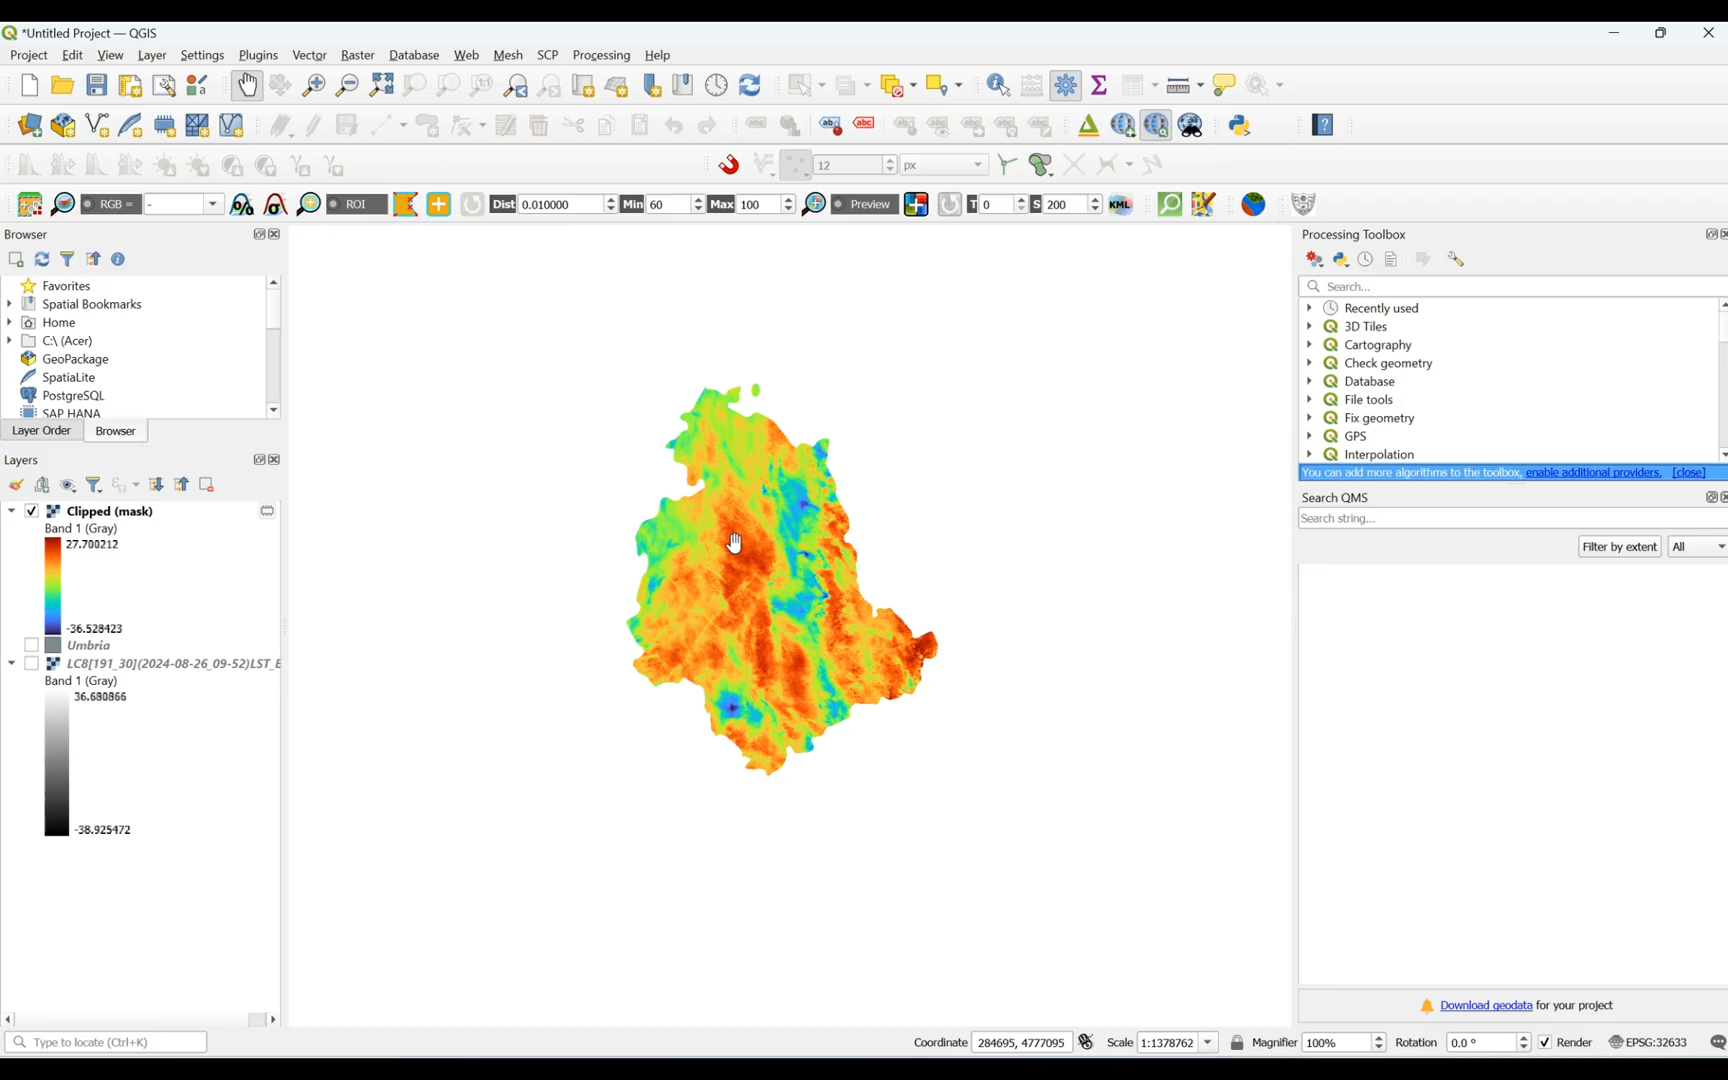 *Untitled Project — QGIS
Project Edit View Layer Settings Plugins Vector Raster Database Web Mesh SCP Processing Help
12 px
RGB = - ROI Dist 0.010000 Min 60 Max 100 Preview T 0 S 200 KML
Browser
Favorites
Spatial Bookmarks
Home
C:\ (Acer)
GeoPackage
SpatiaLite
PostgreSQL
SAP HANA
Layer Order Browser
Layers
Clipped (mask)
Band 1 (Gray)
27.700212
-36.528423
Umbria
LC8[191_30](2024-08-26_09-52)LST_E
Band 1 (Gray)
36.680866
-38.925472
Processing Toolbox
Search...
Recently used
3D Tiles
Cartography
Check geometry
Database
File tools
Fix geometry
GPS
Interpolation
You can add more algorithms to the toolbox, enable additional providers. [close]
Search QMS
Search string...
Filter by extent All
Download geodata for your project
Type to locate (Ctrl+K) Coordinate 284695, 4777095 Scale 1:1378762 Magnifier 100% Rotation 0.0 ° Render EPSG:32633